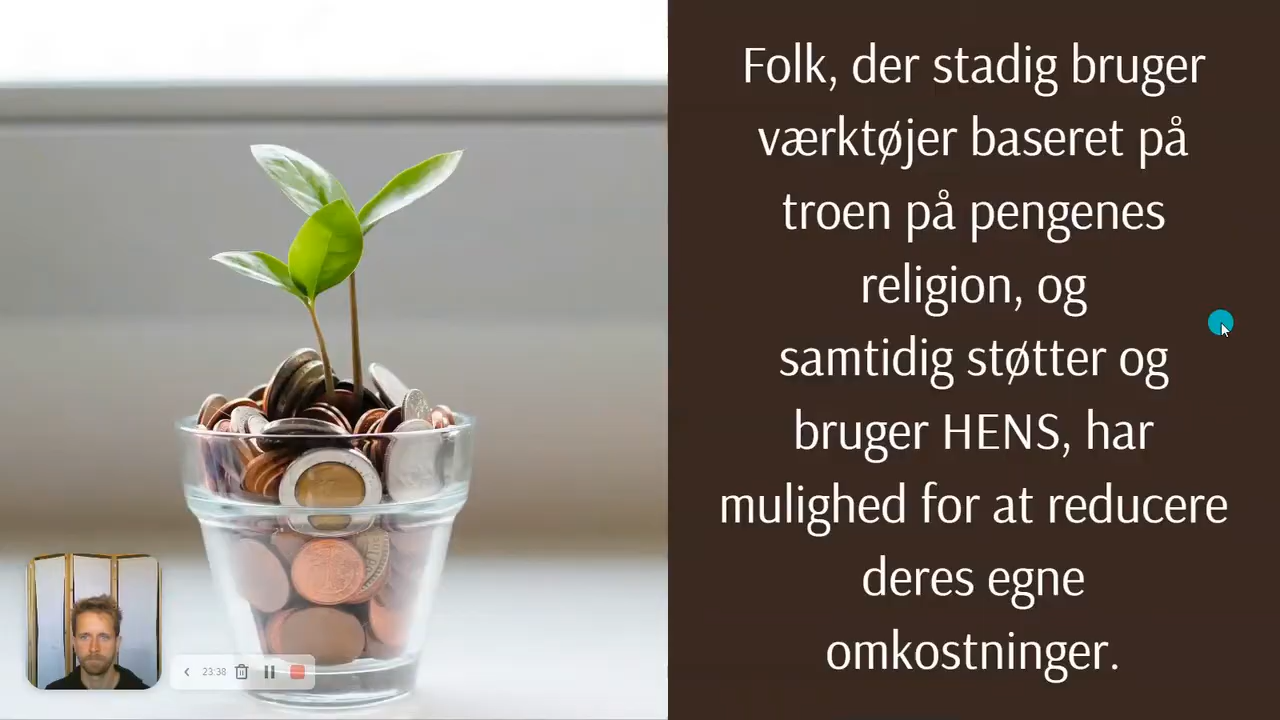 Folk, der stadig bruger
værktøjer baseret på
troen på pengenes
religion, og
samtidig støtter og
bruger HENS, har
mulighed for at reducere
deres egne
omkostninger.
23:38